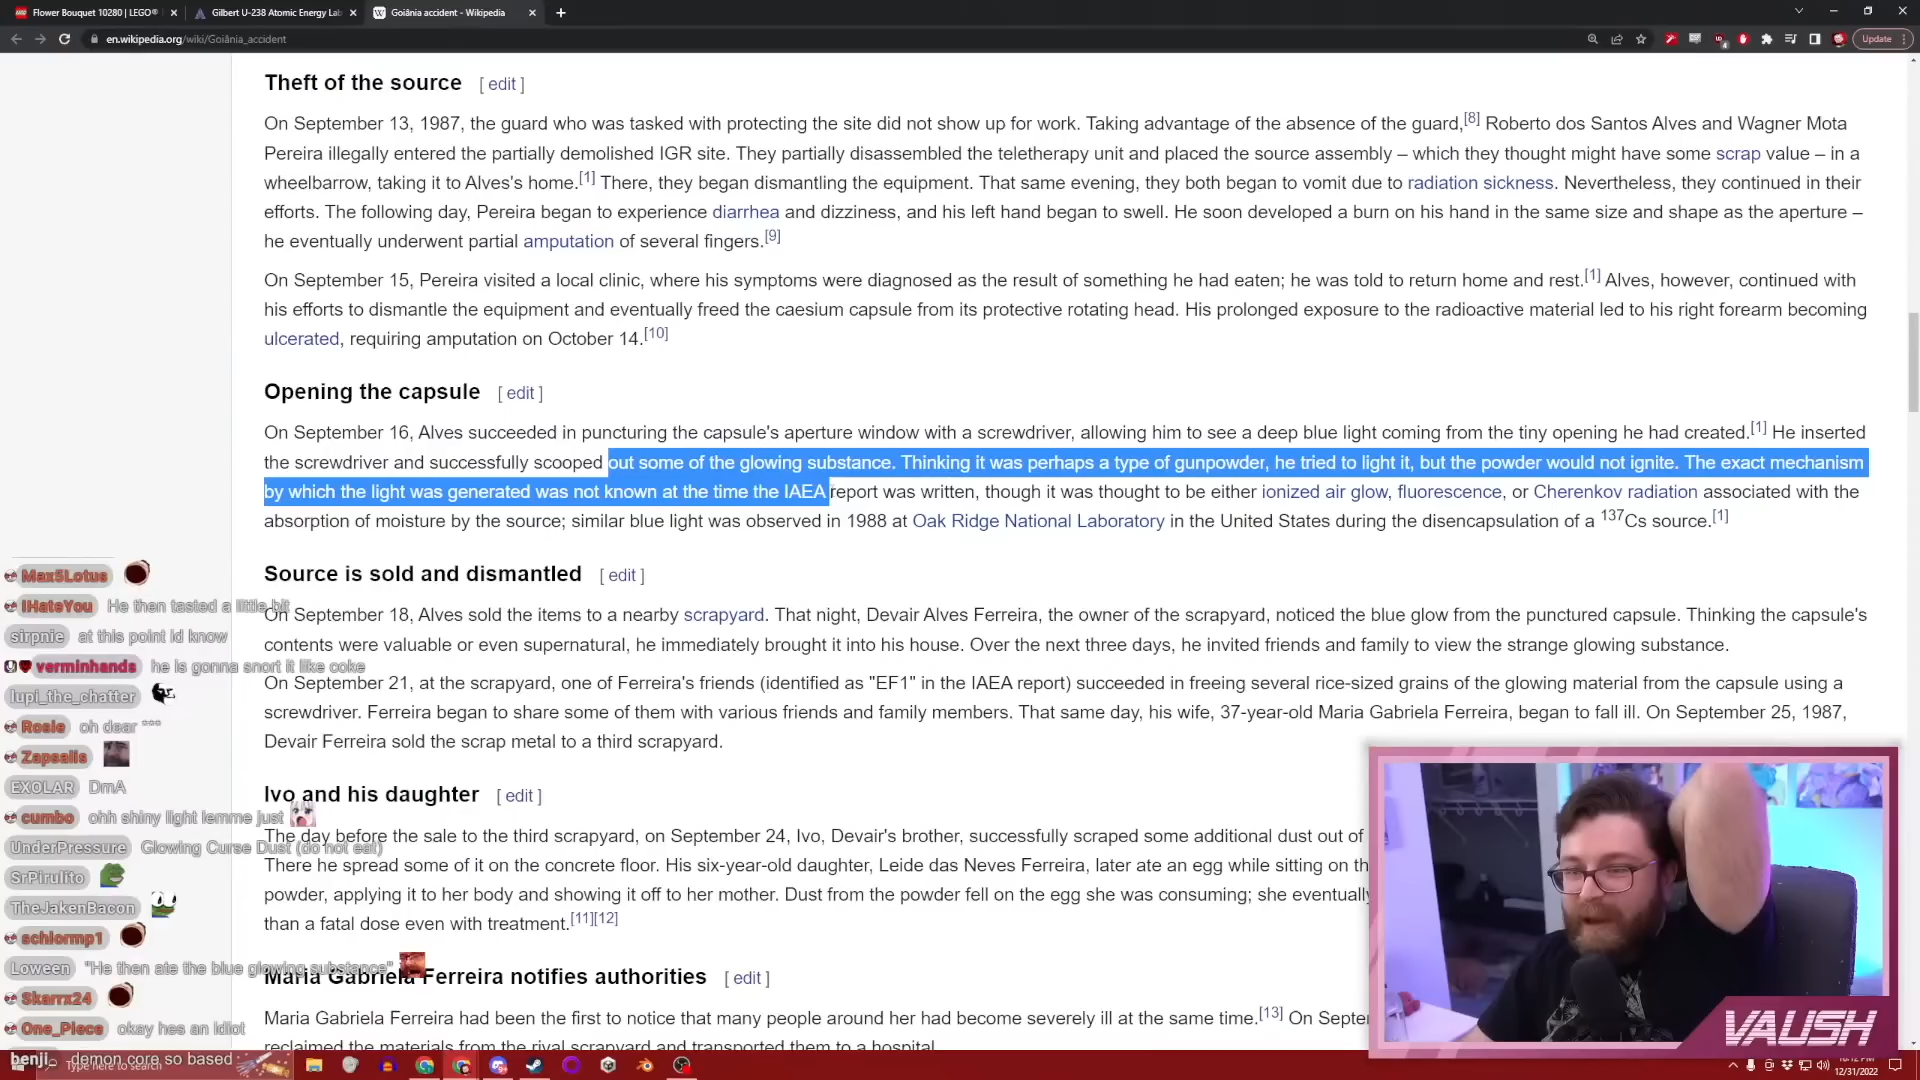 Flower Bouquet 10280 | LEGO®
Gilbert U-238 Atomic Energy Lab
Goiânia accident - Wikipedia
en.wikipedia.org/wiki/Goiânia_accident
Update
Theft of the source [ edit ]
On September 13, 1987, the guard who was tasked with protecting the site did not show up for work. Taking advantage of the absence of the guard,[8] Roberto dos Santos Alves and Wagner Mota
Pereira illegally entered the partially demolished IGR site. They partially disassembled the teletherapy unit and placed the source assembly – which they thought might have some scrap value – in a
wheelbarrow, taking it to Alves's home.[1] There, they began dismantling the equipment. That same evening, they both began to vomit due to radiation sickness. Nevertheless, they continued in their
efforts. The following day, Pereira began to experience diarrhea and dizziness, and his left hand began to swell. He soon developed a burn on his hand in the same size and shape as the aperture –
he eventually underwent partial amputation of several fingers.[9]
On September 15, Pereira visited a local clinic, where his symptoms were diagnosed as the result of something he had eaten; he was told to return home and rest.[1] Alves, however, continued with
his efforts to dismantle the equipment and eventually freed the caesium capsule from its protective rotating head. His prolonged exposure to the radioactive material led to his right forearm becoming
ulcerated, requiring amputation on October 14.[10]
Opening the capsule [ edit ]
On September 16, Alves succeeded in puncturing the capsule's aperture window with a screwdriver, allowing him to see a deep blue light coming from the tiny opening he had created.[1] He inserted
the screwdriver and successfully scooped out some of the glowing substance. Thinking it was perhaps a type of gunpowder, he tried to light it, but the powder would not ignite. The exact mechanism
by which the light was generated was not known at the time the IAEA report was written, though it was thought to be either ionized air glow, fluorescence, or Cherenkov radiation associated with the
absorption of moisture by the source; similar blue light was observed in 1988 at Oak Ridge National Laboratory in the United States during the disencapsulation of a 137Cs source.[1]
Source is sold and dismantled [ edit ]
On September 18, Alves sold the items to a nearby scrapyard. That night, Devair Alves Ferreira, the owner of the scrapyard, noticed the blue glow from the punctured capsule. Thinking the capsule's
contents were valuable or even supernatural, he immediately brought it into his house. Over the next three days, he invited friends and family to view the strange glowing substance.
On September 21, at the scrapyard, one of Ferreira's friends (identified as "EF1" in the IAEA report) succeeded in freeing several rice-sized grains of the glowing material from the capsule using a
screwdriver. Ferreira began to share some of them with various friends and family members. That same day, his wife, 37-year-old Maria Gabriela Ferreira, began to fall ill. On September 25, 1987,
Devair Ferreira sold the scrap metal to a third scrapyard.
Ivo and his daughter [ edit ]
The day before the sale to the third scrapyard, on September 24, Ivo, Devair's brother, successfully scraped some additional dust out of
There he spread some of it on the concrete floor. His six-year-old daughter, Leide das Neves Ferreira, later ate an egg while sitting on th
powder, applying it to her body and showing it off to her mother. Dust from the powder fell on the egg she was consuming; she eventually
than a fatal dose even with treatment.[11][12]
Maria Gabriela Ferreira notifies authorities [ edit ]
Maria Gabriela Ferreira had been the first to notice that many people around her had become severely ill at the same time.[13] On Septe
reclaimed the materials from the rival scrapyard and transported them to a hospital.
Max5Lotus
IHateYou He then tasted a little bit
sirpnie at this point Id know
verminhands he is gonna snort it like coke
lupi_the_chatter
Rosie oh dear ***
Zapsalis
EXOLAR DmA
cumbo ohh shiny light lemme just
UnderPressure Glowing Curse Dust (do not eat)
SrPirulito
TheJakenBacon
schlormp1
Loween "He then ate the blue glowing substance"
Skarrx24
One_Piece okay hes an idiot
benji demon core so based
Type here to search
VAUSH
12/31/2022